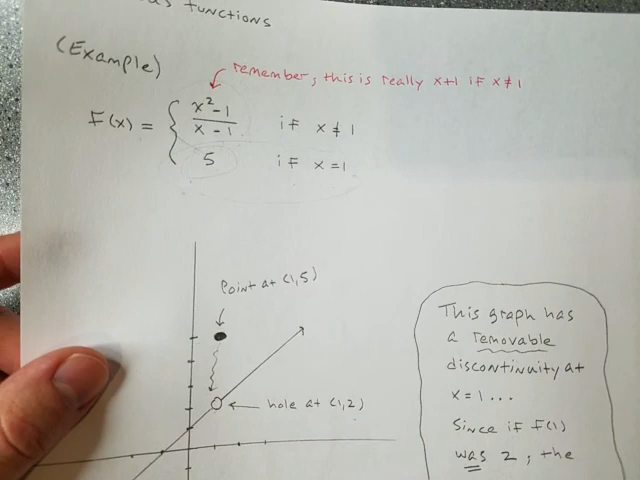 functions
(Example)
remember, this is really x+1 if x≠1
F(x) = { x²-1 / x-1 if x≠1
5 if x=1
Point at (1,5)
hole at (1,2)
This graph has
a removable
discontinuity at
x=1...
Since if F(1)
was 2, the